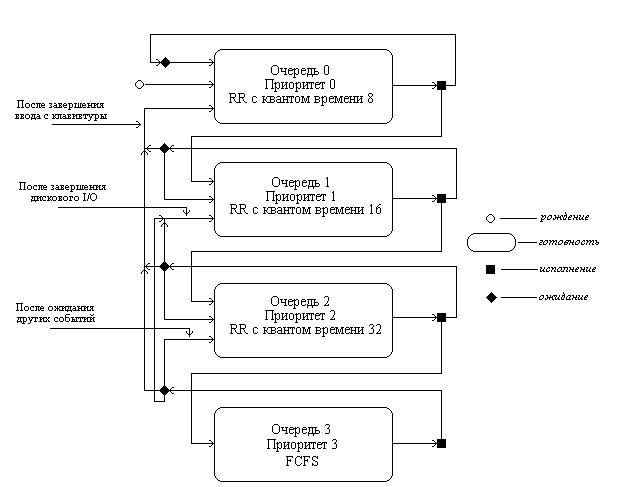 Очередь 0
Приоритет 0
RR с квантом времени 8
После завершения
ввода с клавиатуры
Очередь 1
Приоритет 1
RR с квантом времени 16
После завершения
дискового I/O
рождение
готовность
исполнение
ожидание
Очередь 2
Приоритет 2
RR с квантом времени 32
После ожидания
других событий
Очередь 3
Приоритет 3
FCFS